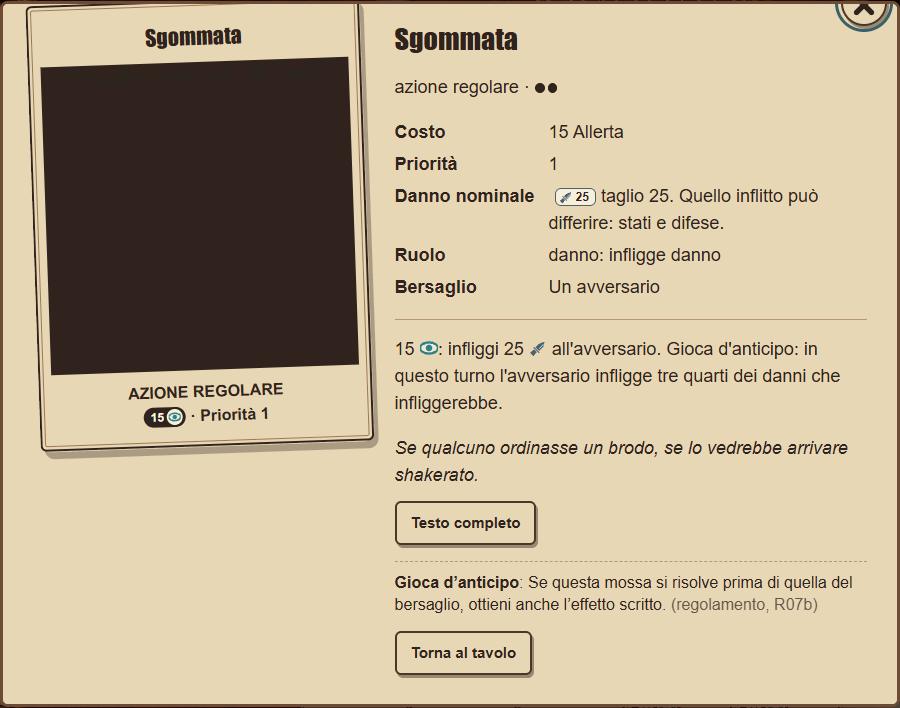 Sgommata
AZIONE REGOLARE
15 · Priorità 1
Sgommata
azione regolare · ●●
Costo 15 Allerta
Priorità 1
Danno nominale 25 taglio 25. Quello inflitto può
differire: stati e difese.
Ruolo danno: infligge danno
Bersaglio Un avversario
15 : infliggi 25 all'avversario. Gioca d'anticipo: in
questo turno l'avversario infligge tre quarti dei danni che
infliggerebbe.
Se qualcuno ordinasse un brodo, se lo vedrebbe arrivare
shakerato.
Testo completo
Gioca d’anticipo: Se questa mossa si risolve prima di quella del
bersaglio, ottieni anche l’effetto scritto. (regolamento, R07b)
Torna al tavolo